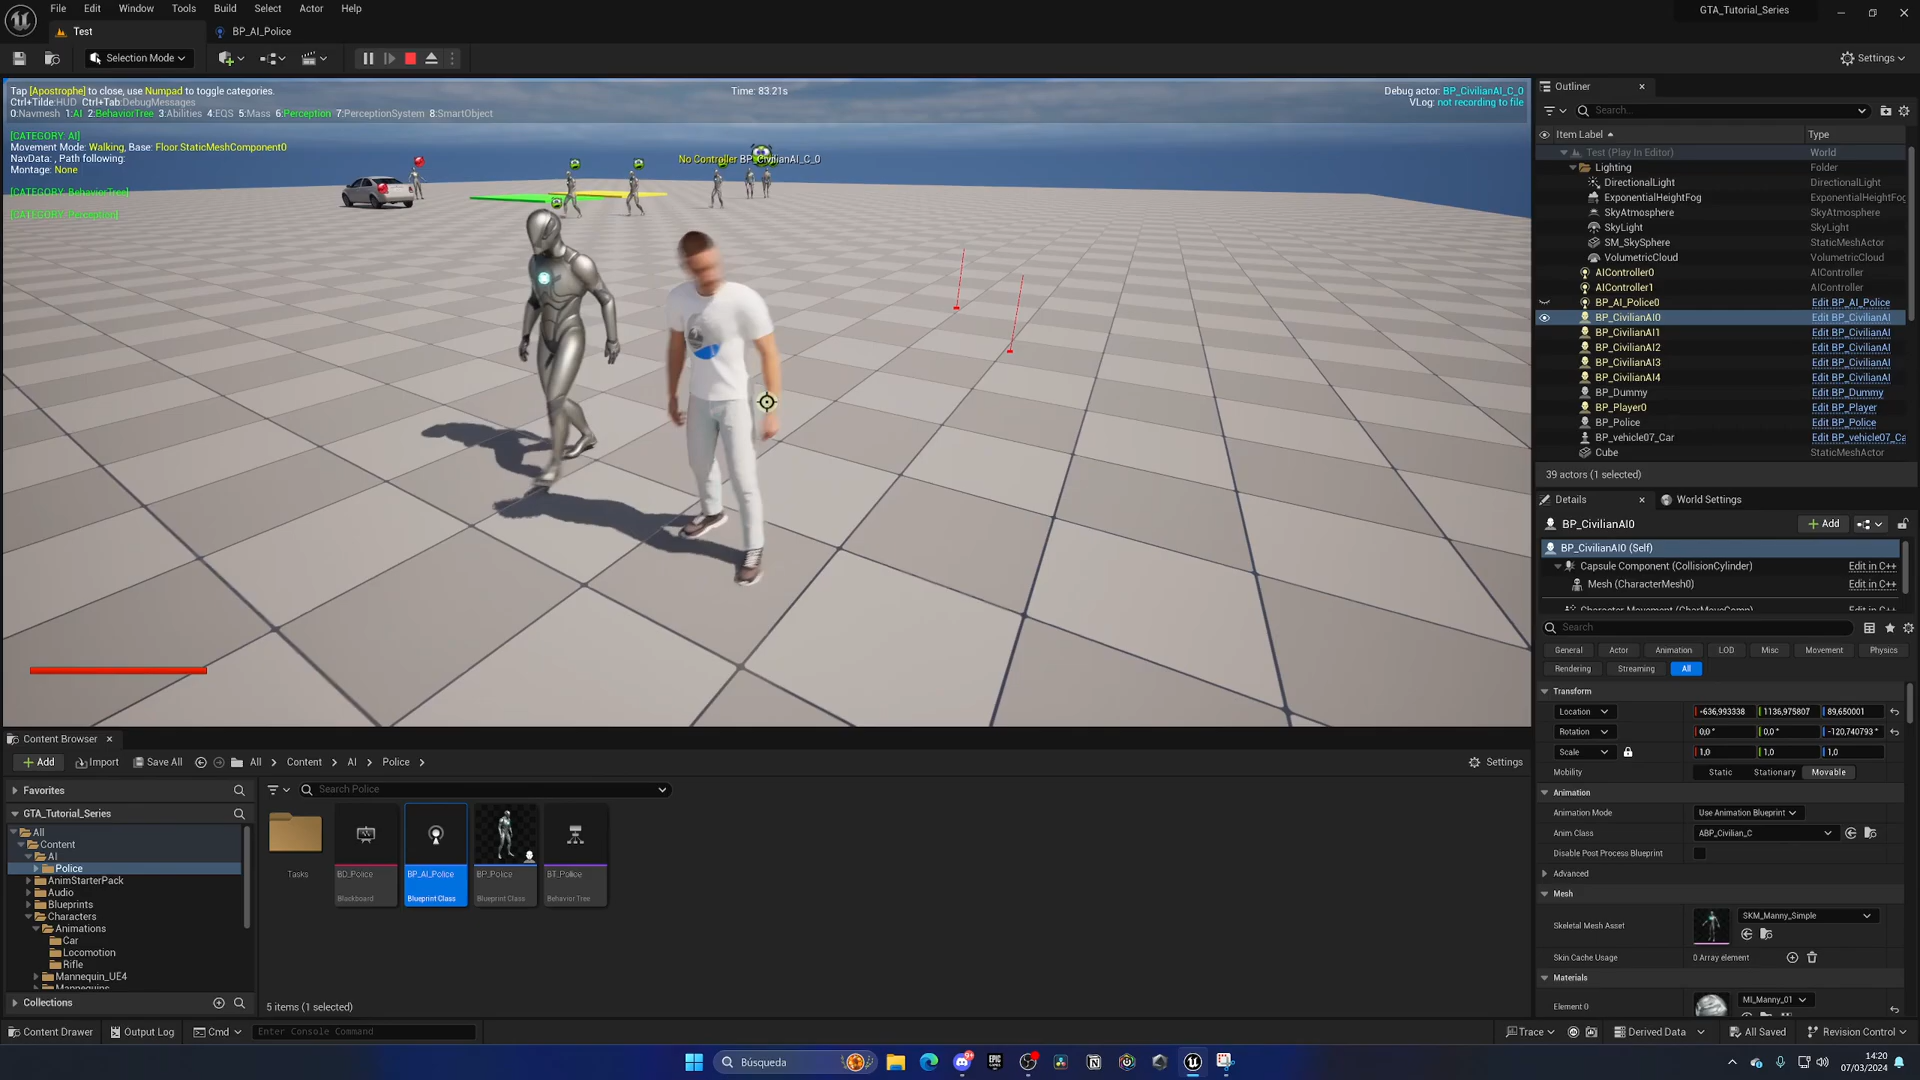 File Edit Window Tools Build Select Actor Help
GTA_Tutorial_Series
Test
BP_AI_Police
Selection Mode
Settings
Tap [Apostrophe] to close, use Numpad to toggle categories.
Ctrl+Tilde:HUD Ctrl+Tab:DebugMessages
0:Navmesh 1:AI 2:BehaviorTree 3:Abilities 4:EQS 5:Mass 6:Perception 7:PerceptionSystem 8:SmartObject
Time: 83.21s
Debug actor: BP_CivilianAI_C_0
VLog: not recording to file
[CATEGORY: AI]
Movement Mode: Walking, Base: Floor.StaticMeshComponent0
NavData: , Path following:
Montage: None
[CATEGORY: BehaviorTree]
[CATEGORY: Perception]
No Controller BP_CivilianAI_C_0
Outliner
Search...
Item Label Type
Test (Play In Editor) World
Lighting Folder
DirectionalLight DirectionalLight
ExponentialHeightFog ExponentialHeightFog
SkyAtmosphere SkyAtmosphere
SkyLight SkyLight
SM_SkySphere StaticMeshActor
VolumetricCloud VolumetricCloud
AIController0 AIController
AIController1 AIController
BP_AI_Police0 Edit BP_AI_Police
BP_CivilianAI0 Edit BP_CivilianAI
BP_CivilianAI1 Edit BP_CivilianAI
BP_CivilianAI2 Edit BP_CivilianAI
BP_CivilianAI3 Edit BP_CivilianAI
BP_CivilianAI4 Edit BP_CivilianAI
BP_Dummy Edit BP_Dummy
BP_Player0 Edit BP_Player
BP_Police Edit BP_Police
BP_vehicle07_Car Edit BP_vehicle07_Ca
Cube StaticMeshActor
39 actors (1 selected)
Details
World Settings
BP_CivilianAI0
Add
BP_CivilianAI0 (Self)
Capsule Component (CollisionCylinder) Edit in C++
Mesh (CharacterMesh0) Edit in C++
Character Movement (CharMoveComp) Edit in C++
Search
General Actor Animation LOD Misc Movement Physics
Rendering Streaming All
Transform
Location -636,993338 1136,975807 89,650001
Rotation 0,0 ° 0,0 ° -120,740793 °
Scale 1,0 1,0 1,0
Mobility Static Stationary Movable
Animation
Animation Mode Use Animation Blueprint
Anim Class ABP_Civilian_C
Disable Post Process Blueprint
Advanced
Mesh
Skeletal Mesh Asset SKM_Manny_Simple
Skin Cache Usage 0 Array element
Materials
Element 0 MI_Manny_01
Content Browser
Add Import Save All All Content AI Police
Settings
Favorites
Search Police
GTA_Tutorial_Series
All
Content
AI
Police
AnimStarterPack
Audio
Blueprints
Characters
Animations
Car
Locomotion
Rifle
Mannequin_UE4
Mannequins
Collections
Tasks
BD_Police
Blackboard
BP_AI_Police
Blueprint Class
BP_Police
Blueprint Class
BT_Police
Behavior Tree
5 items (1 selected)
Content Drawer Output Log Cmd Enter Console Command
Trace Derived Data All Saved Revision Control
Búsqueda
14:20
07/03/2024